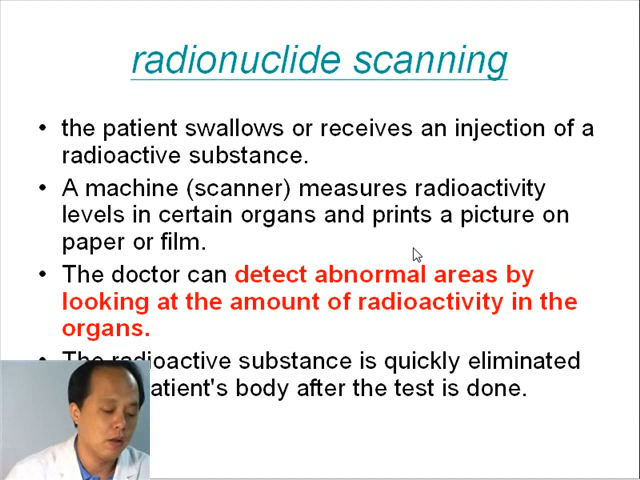 radionuclide scanning
• the patient swallows or receives an injection of a
radioactive substance.
• A machine (scanner) measures radioactivity
levels in certain organs and prints a picture on
paper or film.
• The doctor can detect abnormal areas by
looking at the amount of radioactivity in the
organs.
• The radioactive substance is quickly eliminated
atient's body after the test is done.